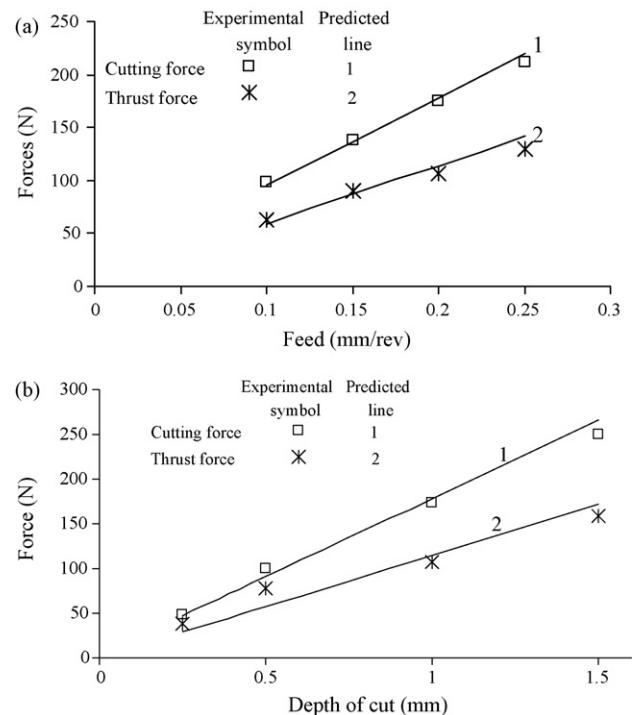 (a)
Experimental Predicted
symbol line
Cutting force 1
Thrust force 2
250
200
150
100
50
0
Forces (N)
1
2
0 0.05 0.1 0.15 0.2 0.25 0.3
Feed (mm/rev)
(b)
Experimental Predicted
symbol line
Cutting force 1
Thrust force 2
300
250
200
150
100
50
0
Force (N)
1
2
0 0.5 1 1.5
Depth of cut (mm)